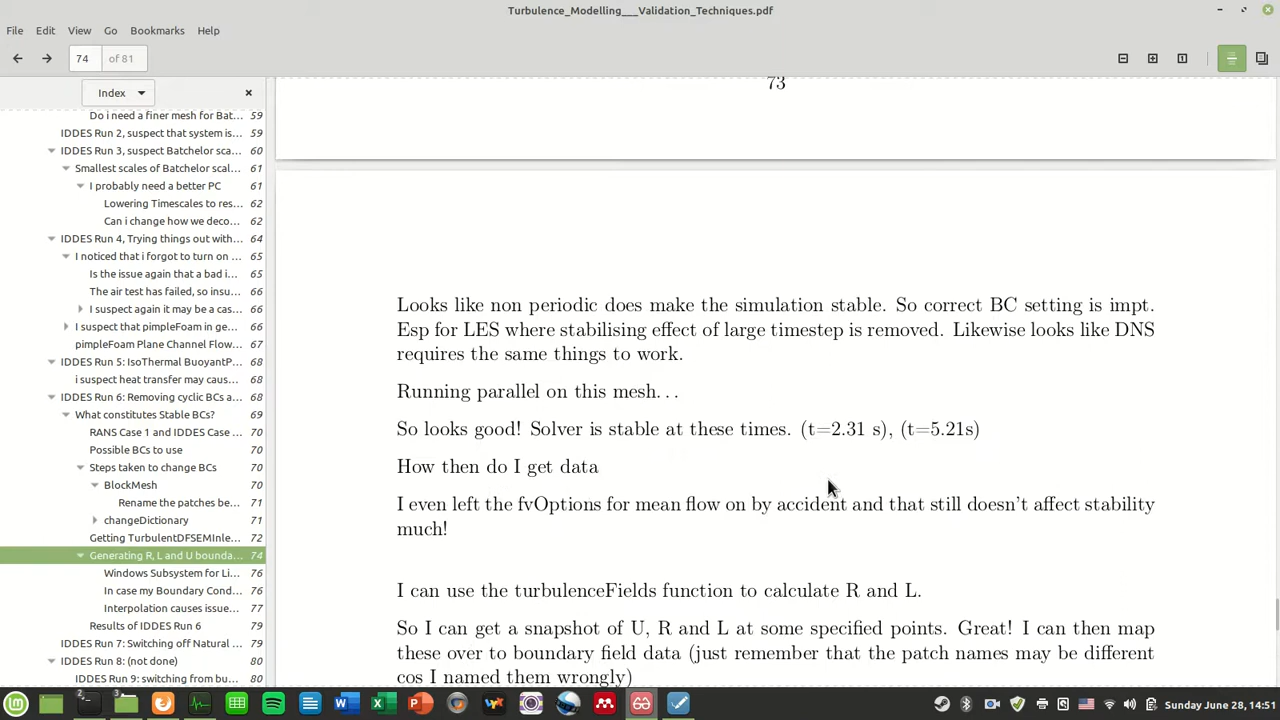 Turbulence_Modelling___Validation_Techniques.pdf
File Edit View Go Bookmarks Help
74 of 81
Index
Do i need a finer mesh for Bat... 59
IDDES Run 2, suspect that system is... 59
IDDES Run 3, suspect Batchelor sca... 60
Smallest scales of Batchelor scal... 61
I probably need a better PC 61
Lowering Timescales to res... 62
Can i change how we deco... 62
IDDES Run 4, Trying things out with... 64
I noticed that i forgot to turn on ... 65
Is the issue again that a bad i... 65
The air test has failed, so insu... 66
I suspect again it may be a cas... 66
I suspect that pimpleFoam in ge... 66
pimpleFoam Plane Channel Flow... 67
IDDES Run 5: IsoThermal BuoyantP... 68
i suspect heat transfer may caus... 68
IDDES Run 6: Removing cyclic BCs a... 68
What constitutes Stable BCs? 69
RANS Case 1 and IDDES Case ... 70
Possible BCs to use 70
Steps taken to change BCs 70
BlockMesh 70
Rename the patches be... 71
changeDictionary 71
Getting TurbulentDFSEMInle... 72
Generating R, L and U bounda... 74
Windows Subsystem for Li... 76
In case my Boundary Cond... 76
Interpolation causes issue... 77
Results of IDDES Run 6 79
IDDES Run 7: Switching off Natural ... 79
IDDES Run 8: (not done) 80
IDDES Run 9: switching from bu... 80
73
Looks like non periodic does make the simulation stable. So correct BC setting is impt.
Esp for LES where stabilising effect of large timestep is removed. Likewise looks like DNS
requires the same things to work.
Running parallel on this mesh...
So looks good! Solver is stable at these times. (t=2.31 s), (t=5.21s)
How then do I get data
I even left the fvOptions for mean flow on by accident and that still doesn't affect stability
much!
I can use the turbulenceFields function to calculate R and L.
So I can get a snapshot of U, R and L at some specified points. Great! I can then map
these over to boundary field data (just remember that the patch names may be different
cos I named them wrongly)
Sunday June 28, 14:51